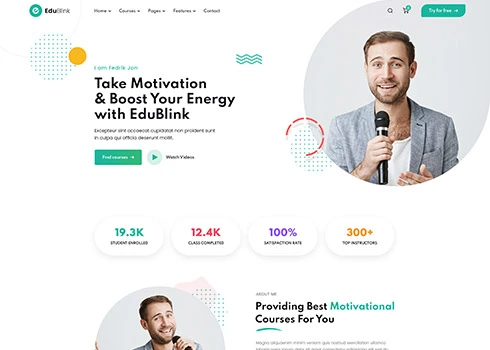 EduBlink
Home Courses Pages Features Contact
Try for free →
I am Fedrik Jon
Take Motivation
& Boost Your Energy
with EduBlink
Excepteur sint occaecat cupidatat non proident sunt
in culpa qui officia deserunt mollit.
Find courses →
Watch Videos
19.3K
STUDENT ENROLLED
12.4K
CLASS COMPLETED
100%
SATISFACTION RATE
300+
TOP INSTRUCTORS
ABOUT ME
Providing Best Motivational
Courses For You